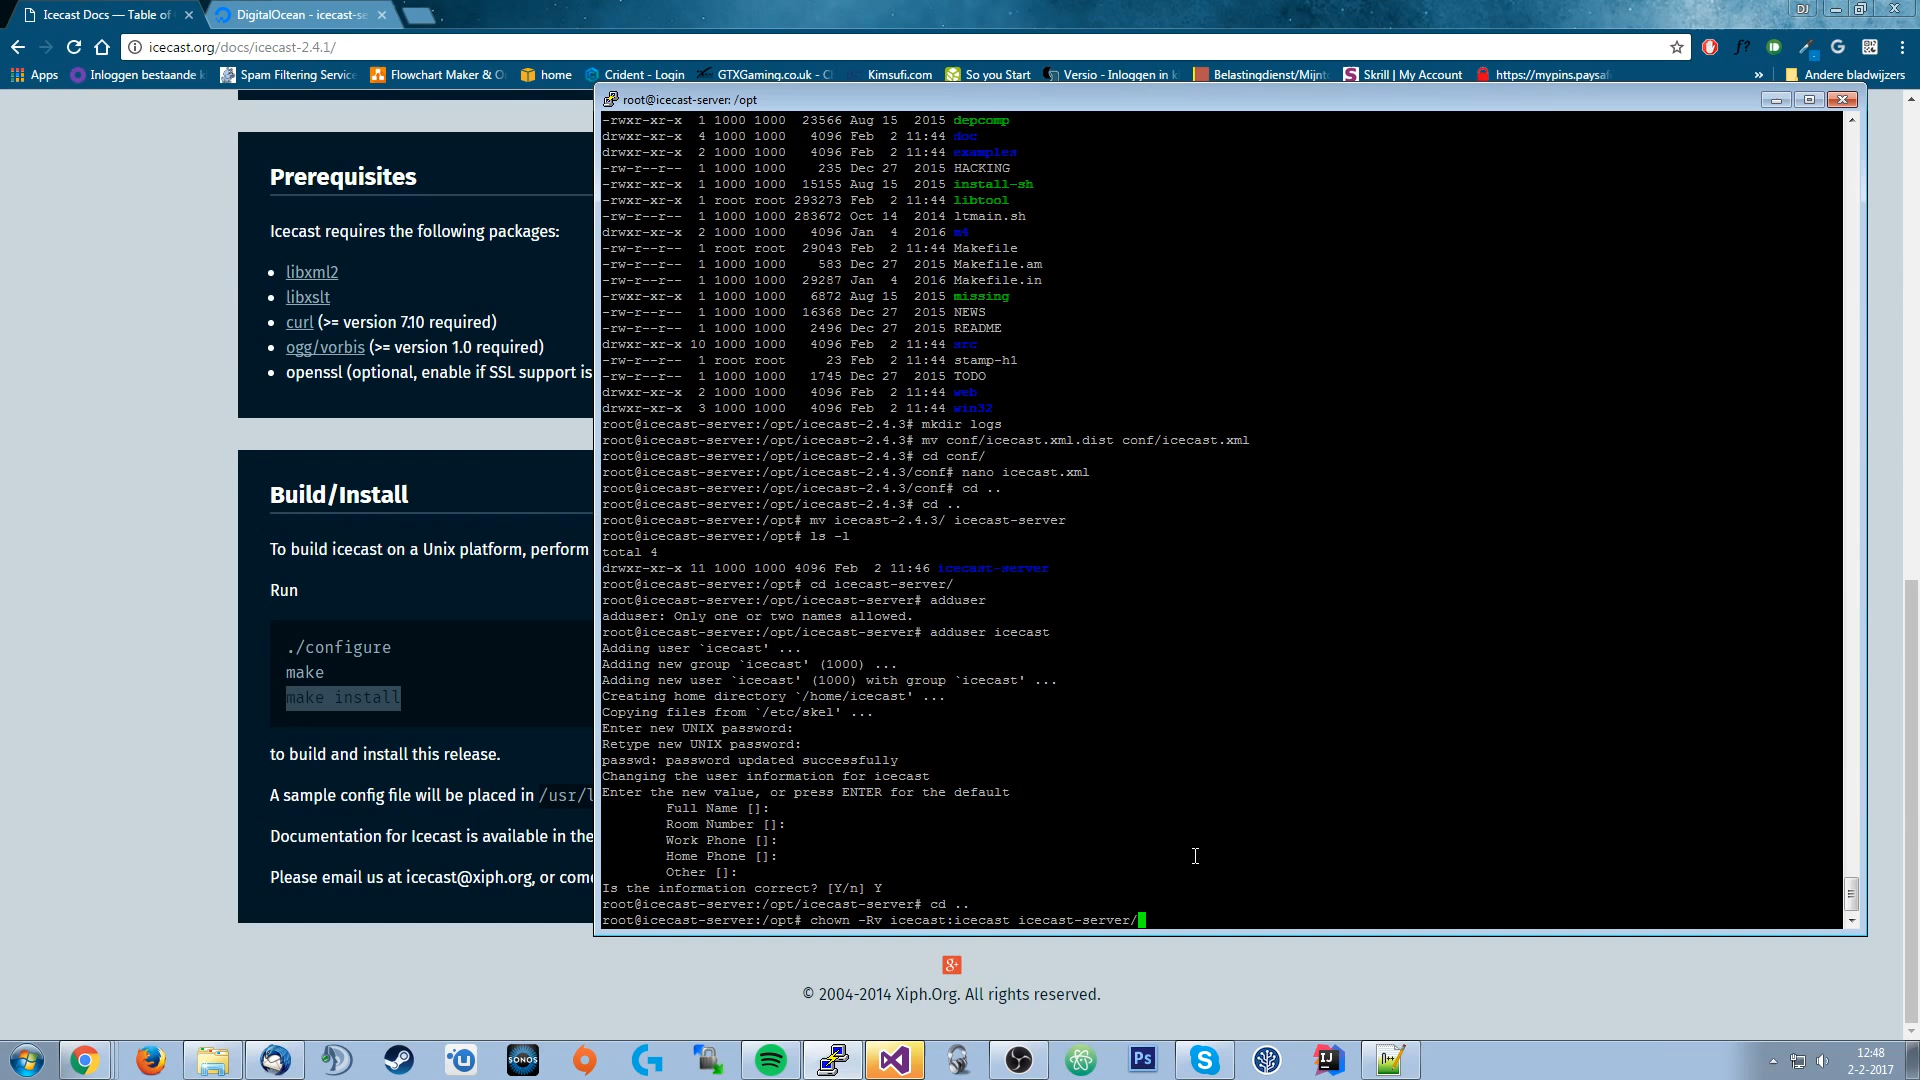 Icecast Docs — Table of
DigitalOcean - icecast-se
DJ
icecast.org/docs/icecast-2.4.1/
Apps
Inloggen bestaande k
Spam Filtering Service
Flowchart Maker & O
home
Crident - Login
GTXGaming.co.uk - C
Kimsufi.com
So you Start
Versio - Inloggen in k
Belastingdienst/Mijnt
Skrill | My Account
https://mypins.paysaf
»
Andere bladwijzers
Prerequisites
Icecast requires the following packages:
libxml2
libxslt
curl (>= version 7.10 required)
ogg/vorbis (>= version 1.0 required)
openssl (optional, enable if SSL support is
Build/Install
To build icecast on a Unix platform, perform
Run
./configure
make
make install
to build and install this release.
A sample config file will be placed in /usr/l
Documentation for Icecast is available in the
Please email us at icecast@xiph.org, or come
root@icecast-server: /opt
-rwxr-xr-x  1 1000 1000  23566 Aug 15  2015 depcomp
drwxr-xr-x  4 1000 1000   4096 Feb  2 11:44 doc
drwxr-xr-x  2 1000 1000   4096 Feb  2 11:44 examples
-rw-r--r--  1 1000 1000    235 Dec 27  2015 HACKING
-rwxr-xr-x  1 1000 1000  15155 Aug 15  2015 install-sh
-rwxr-xr-x  1 root root 293273 Feb  2 11:44 libtool
-rw-r--r--  1 1000 1000 283672 Oct 14  2014 ltmain.sh
drwxr-xr-x  2 1000 1000   4096 Jan  4  2016 m4
-rw-r--r--  1 root root  29043 Feb  2 11:44 Makefile
-rw-r--r--  1 1000 1000    583 Dec 27  2015 Makefile.am
-rw-r--r--  1 1000 1000  29287 Jan  4  2016 Makefile.in
-rwxr-xr-x  1 1000 1000   6872 Aug 15  2015 missing
-rw-r--r--  1 1000 1000  16368 Dec 27  2015 NEWS
-rw-r--r--  1 1000 1000   2496 Dec 27  2015 README
drwxr-xr-x 10 1000 1000   4096 Feb  2 11:44 src
-rw-r--r--  1 root root     23 Feb  2 11:44 stamp-h1
-rw-r--r--  1 1000 1000   1745 Dec 27  2015 TODO
drwxr-xr-x  2 1000 1000   4096 Feb  2 11:44 web
drwxr-xr-x  3 1000 1000   4096 Feb  2 11:44 win32
root@icecast-server:/opt/icecast-2.4.3# mkdir logs
root@icecast-server:/opt/icecast-2.4.3# mv conf/icecast.xml.dist conf/icecast.xml
root@icecast-server:/opt/icecast-2.4.3# cd conf/
root@icecast-server:/opt/icecast-2.4.3/conf# nano icecast.xml
root@icecast-server:/opt/icecast-2.4.3/conf# cd ..
root@icecast-server:/opt/icecast-2.4.3# cd ..
root@icecast-server:/opt# mv icecast-2.4.3/ icecast-server
root@icecast-server:/opt# ls -l
total 4
drwxr-xr-x 11 1000 1000 4096 Feb  2 11:46 icecast-server
root@icecast-server:/opt# cd icecast-server/
root@icecast-server:/opt/icecast-server# adduser
adduser: Only one or two names allowed.
root@icecast-server:/opt/icecast-server# adduser icecast
Adding user `icecast' ...
Adding new group `icecast' (1000) ...
Adding new user `icecast' (1000) with group `icecast' ...
Creating home directory `/home/icecast' ...
Copying files from `/etc/skel' ...
Enter new UNIX password:
Retype new UNIX password:
passwd: password updated successfully
Changing the user information for icecast
Enter the new value, or press ENTER for the default
Full Name []:
Room Number []:
Work Phone []:
Home Phone []:
Other []:
Is the information correct? [Y/n] Y
root@icecast-server:/opt/icecast-server# cd ..
root@icecast-server:/opt# chown -Rv icecast:icecast icecast-server/
g+
© 2004-2014 Xiph.Org. All rights reserved.
SONOS
Ps
IJ
12:48
2-2-2017